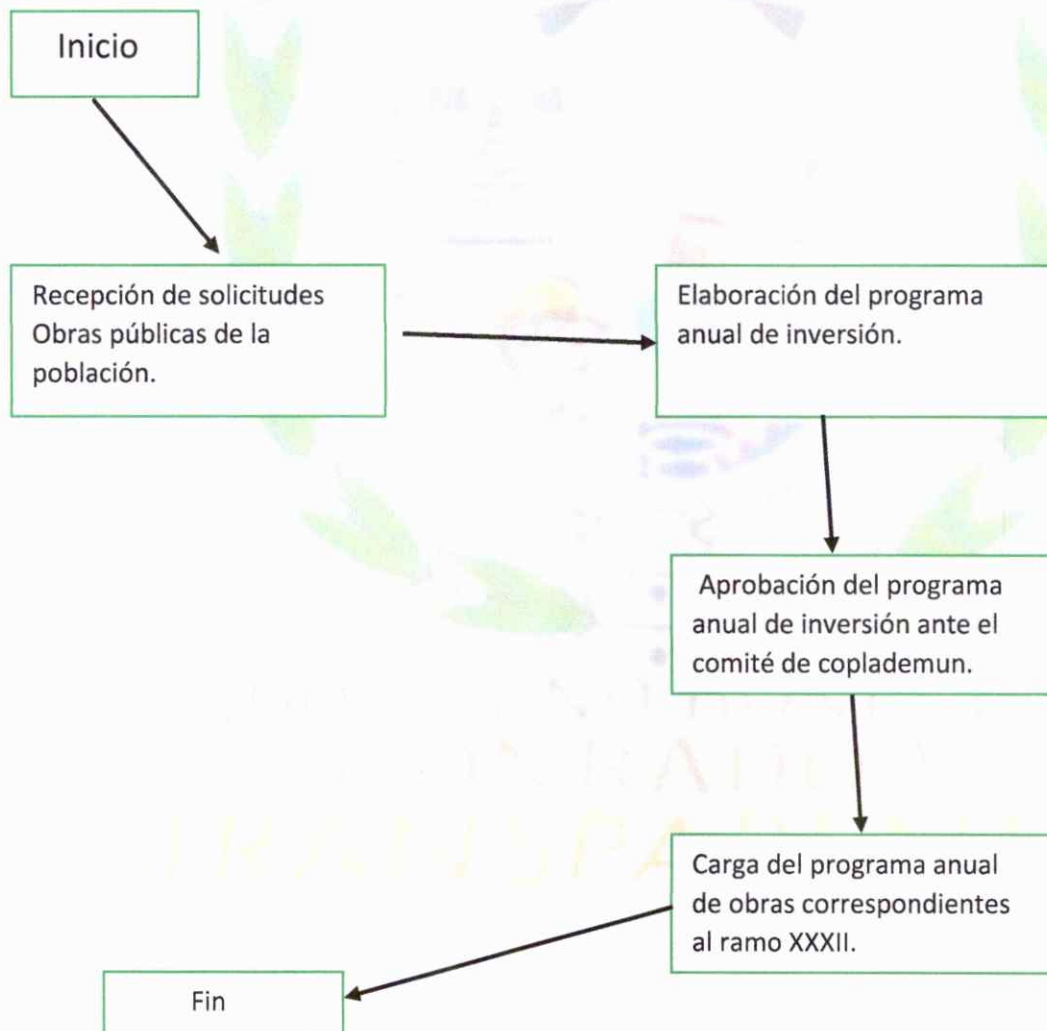 Inicio
Recepción de solicitudes
Obras públicas de la
población.
Elaboración del programa
anual de inversión.
Aprobación del programa
anual de inversión ante el
comité de coplademun.
Carga del programa anual
de obras correspondientes
al ramo XXXII.
Fin